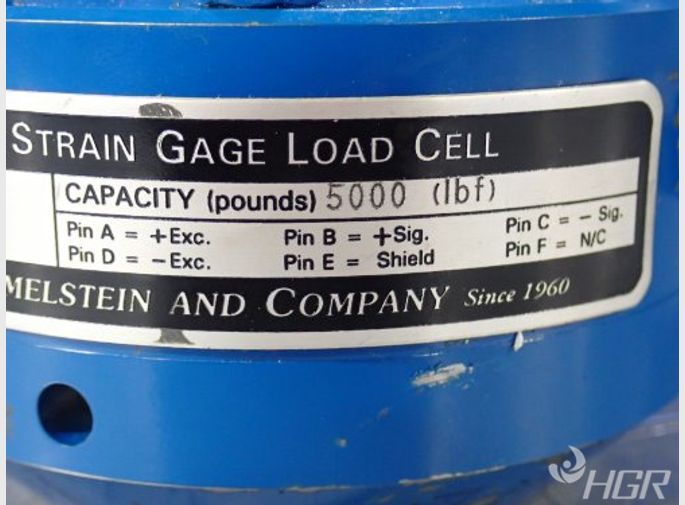 STRAIN GAGE LOAD CELL
CAPACITY (pounds) 5000 (lbf)
Pin A = +Exc. Pin B = +Sig. Pin C = - Sig.
Pin D = -Exc. Pin E = Shield Pin F = N/C
MELSTEIN AND COMPANY Since 1960
HGR